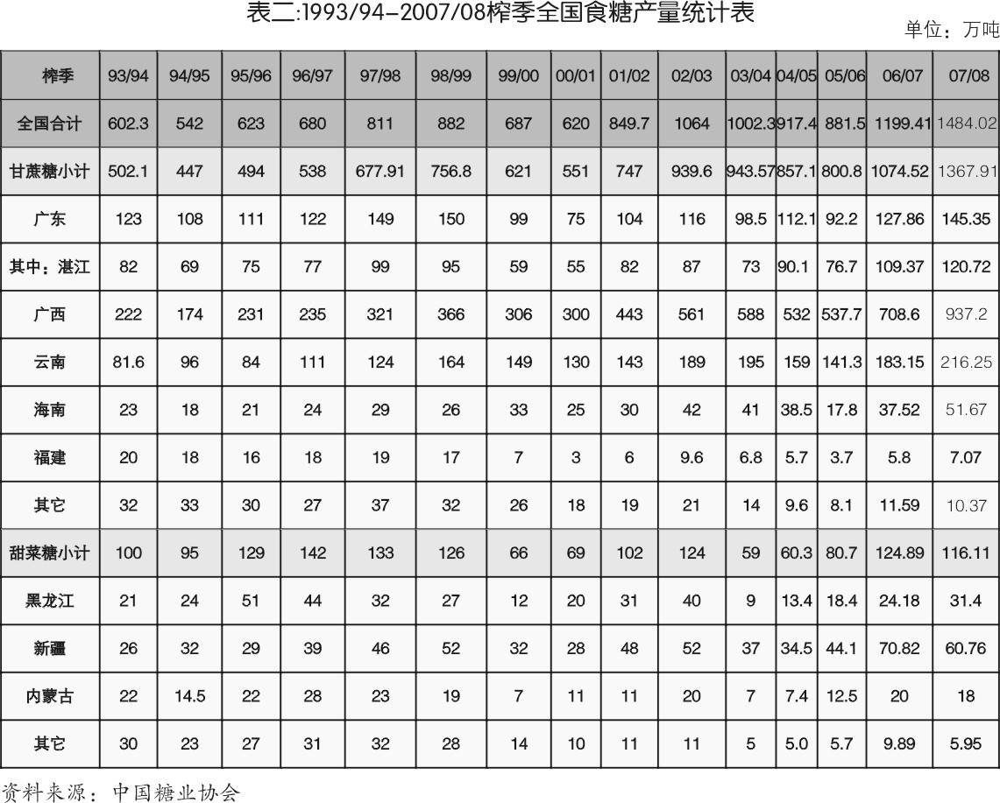 表二:1993/94-2007/08榨季全国食糖产量统计表
单位：万吨
榨季 93/94 94/95 95/96 96/97 97/98 98/99 99/00 00/01 01/02 02/03 03/04 04/05 05/06 06/07 07/08
全国合计 602.3 542 623 680 811 882 687 620 849.7 1064 1002.3 917.4 881.5 1199.41 1484.02
甘蔗糖小计 502.1 447 494 538 677.91 756.8 621 551 747 939.6 943.57 857.1 800.8 1074.52 1367.91
广东 123 108 111 122 149 150 99 75 104 116 98.5 112.1 92.2 127.86 145.35
其中：湛江 82 69 75 77 99 95 59 55 82 87 73 90.1 76.7 109.37 120.72
广西 222 174 231 235 321 366 306 300 443 561 588 532 537.7 708.6 937.2
云南 81.6 96 84 111 124 164 149 130 143 189 195 159 141.3 183.15 216.25
海南 23 18 21 24 29 26 33 25 30 42 41 38.5 17.8 37.52 51.67
福建 20 18 16 18 19 17 7 3 6 9.6 6.8 5.7 3.7 5.8 7.07
其它 32 33 30 27 37 32 26 18 19 21 14 9.6 8.1 11.59 10.37
甜菜糖小计 100 95 129 142 133 126 66 69 102 124 59 60.3 80.7 124.89 116.11
黑龙江 21 24 51 44 32 27 12 20 31 40 9 13.4 18.4 24.18 31.4
新疆 26 32 29 39 46 52 32 28 48 52 37 34.5 44.1 70.82 60.76
内蒙古 22 14.5 22 28 23 19 7 11 11 20 7 7.4 12.5 20 18
其它 30 23 27 31 32 28 14 10 11 11 5 5.0 5.7 9.89 5.95
资料来源：中国糖业协会